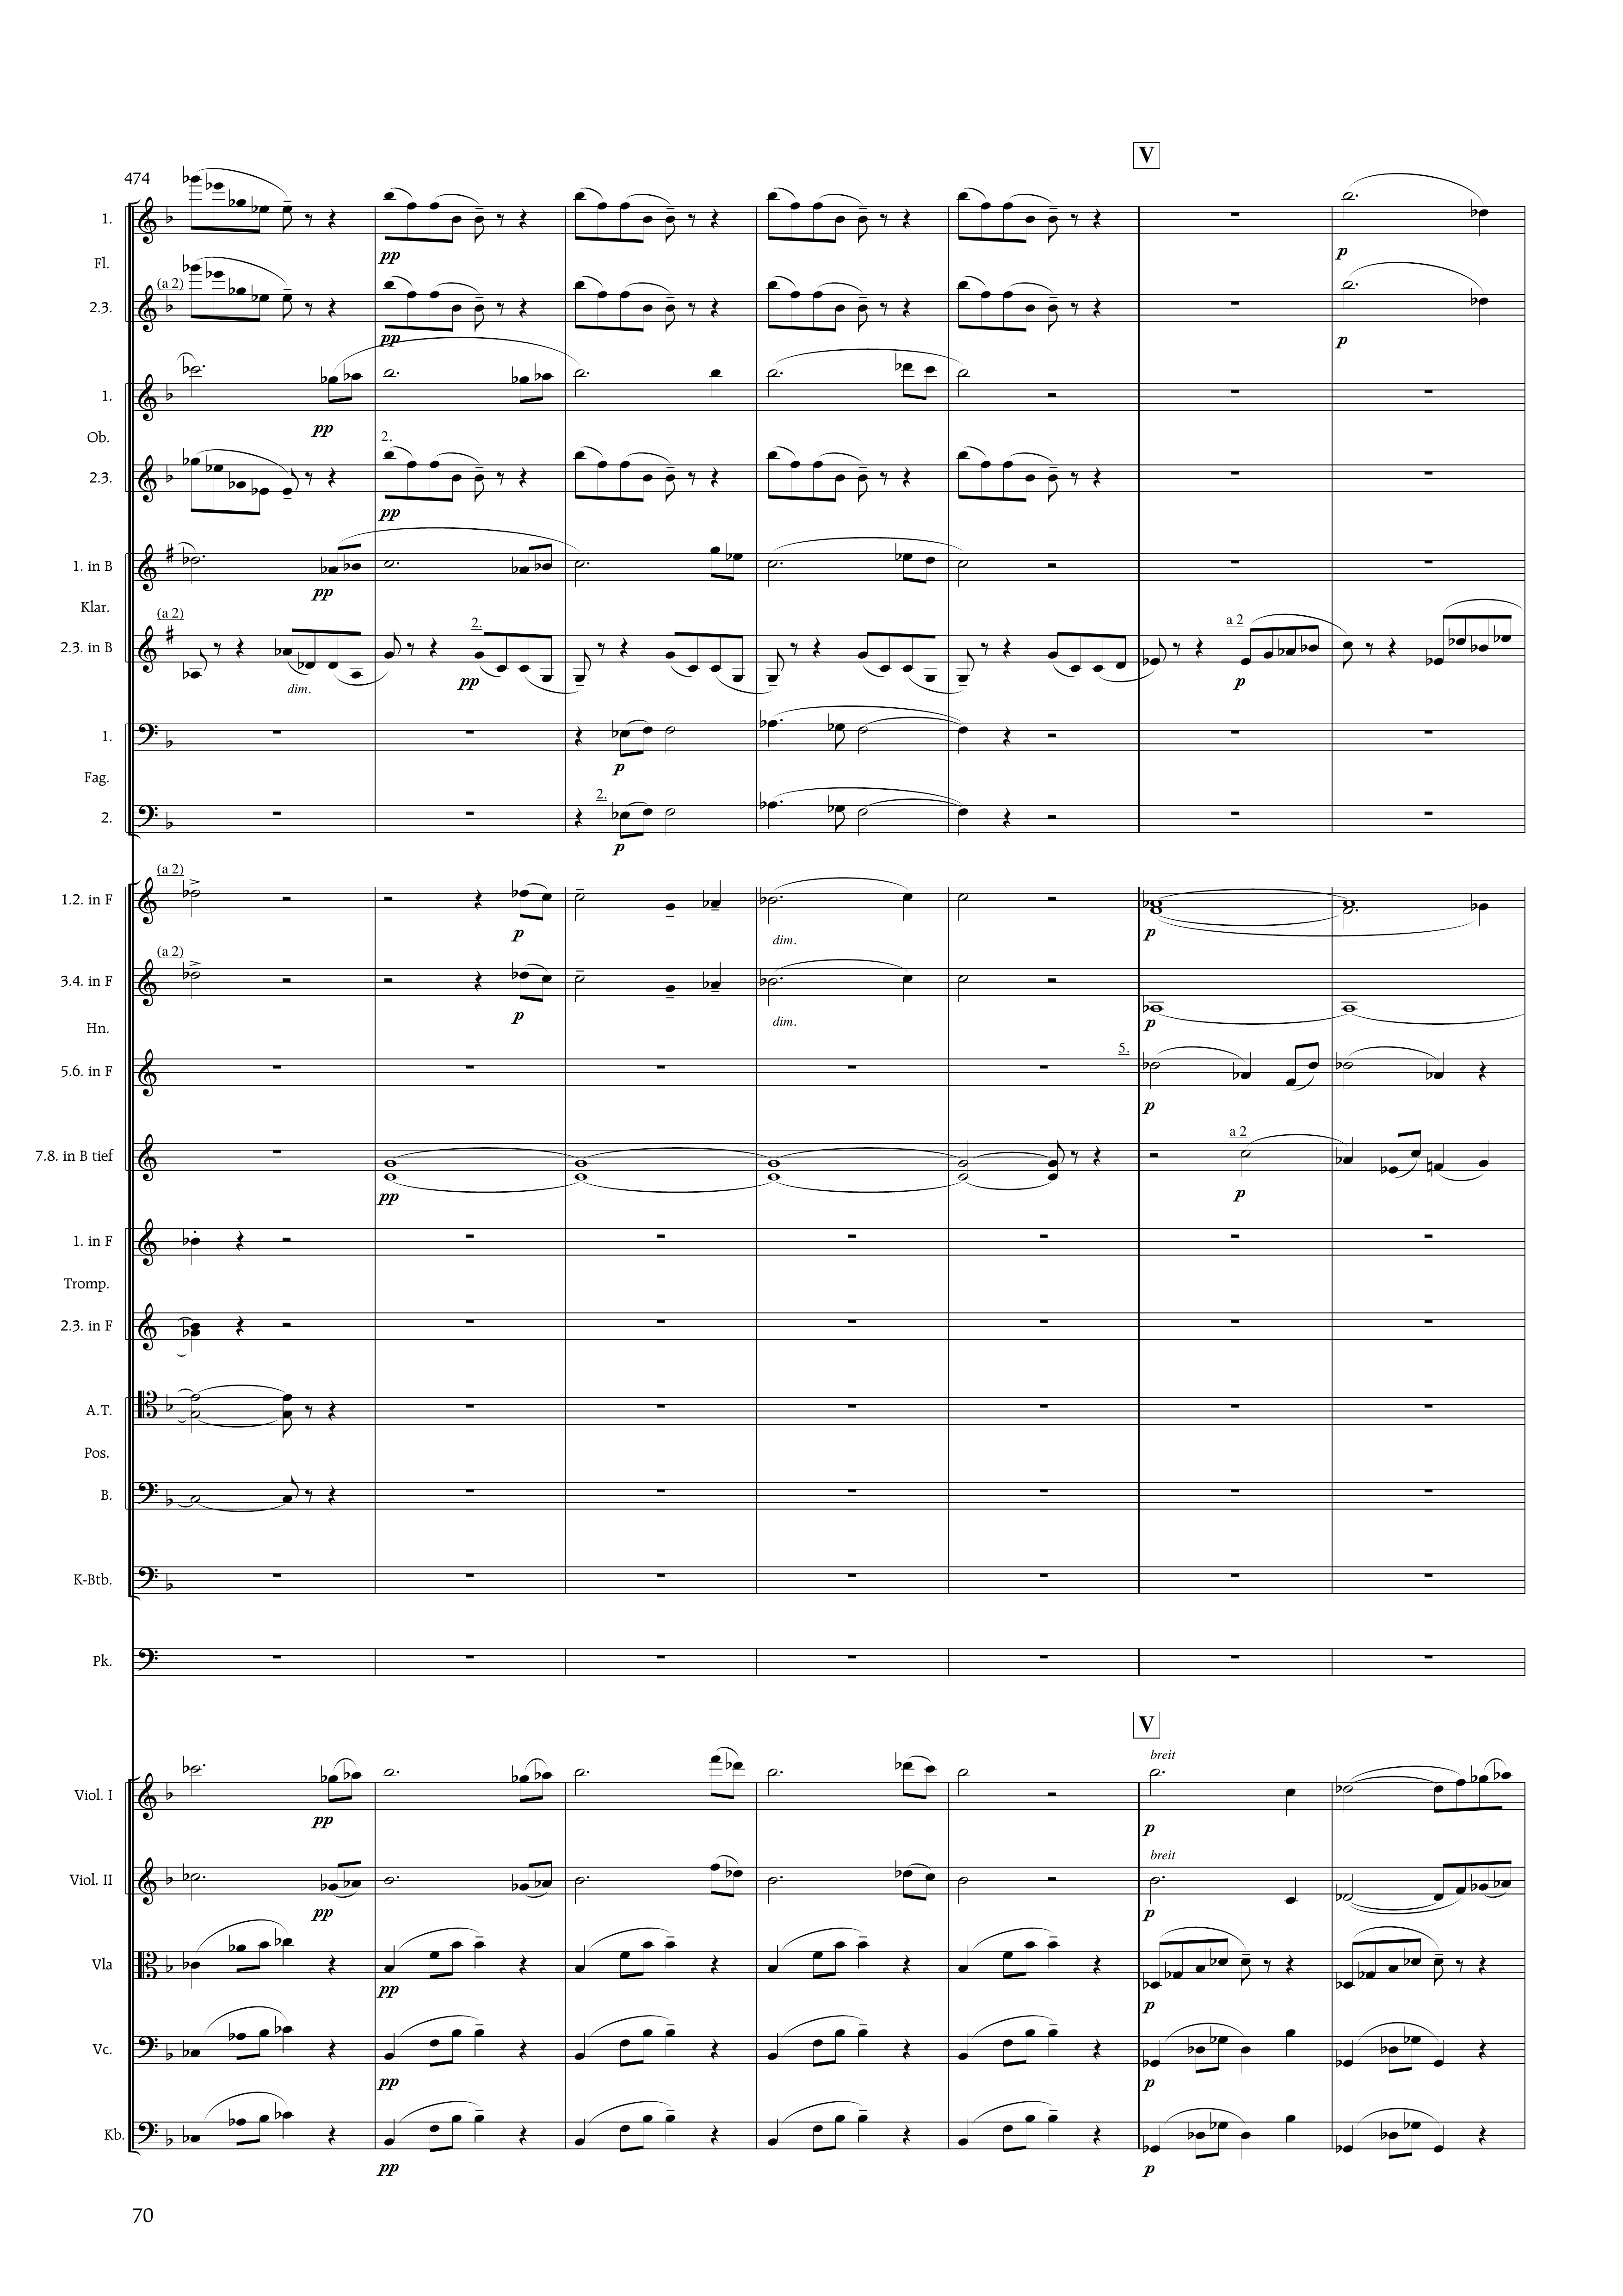 V
474
1.
pp
p
Fl.
(a 2)
2.3.
pp
p
1.
pp
Ob.
2.
2.3.
pp
1. in B
pp
Klar.
(a 2)
2.
a 2
2.3. in B
dim.
pp
p
1.
p
Fag.
2.
2.
p
(a 2)
1.2. in F
p
dim.
p
(a 2)
3.4. in F
p
dim.
p
Hn.
5.
5.6. in F
p
a 2
7.8. in B tief
pp
p
1. in F
Tromp.
2.3. in F
A.T.
Pos.
B.
K-Btb.
Pk.
V
breit
Viol. I
pp
p
breit
Viol. II
pp
p
Vla
pp
p
Vc.
pp
p
Kb.
pp
p
70